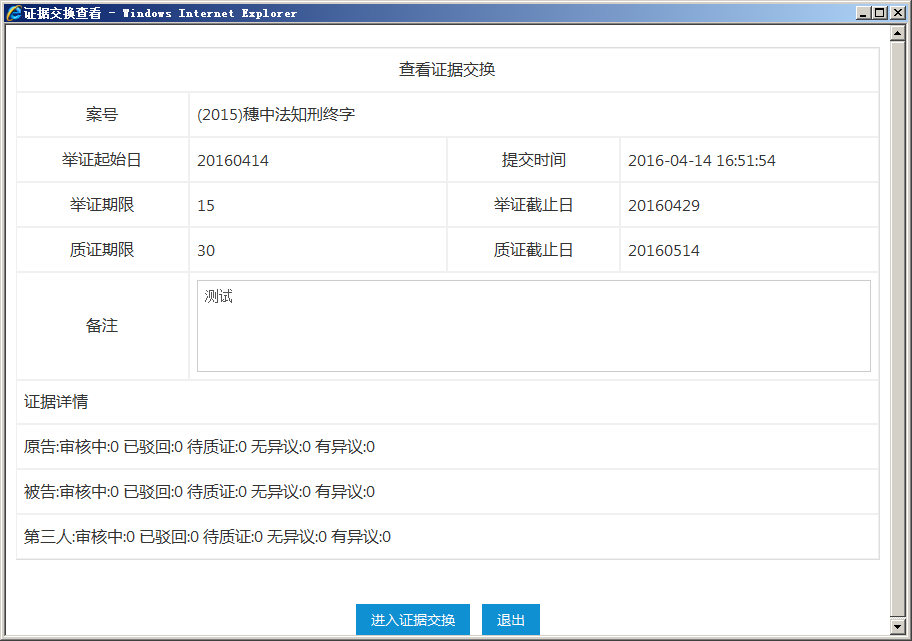 证据交换查看 - Windows Internet Explorer
查看证据交换
案号 (2015)穗中法知刑终字
举证起始日 20160414 提交时间 2016-04-14 16:51:54
举证期限 15 举证截止日 20160429
质证期限 30 质证截止日 20160514
备注 测试
证据详情
原告:审核中:0 已驳回:0 待质证:0 无异议:0 有异议:0
被告:审核中:0 已驳回:0 待质证:0 无异议:0 有异议:0
第三人:审核中:0 已驳回:0 待质证:0 无异议:0 有异议:0
进入证据交换 退出